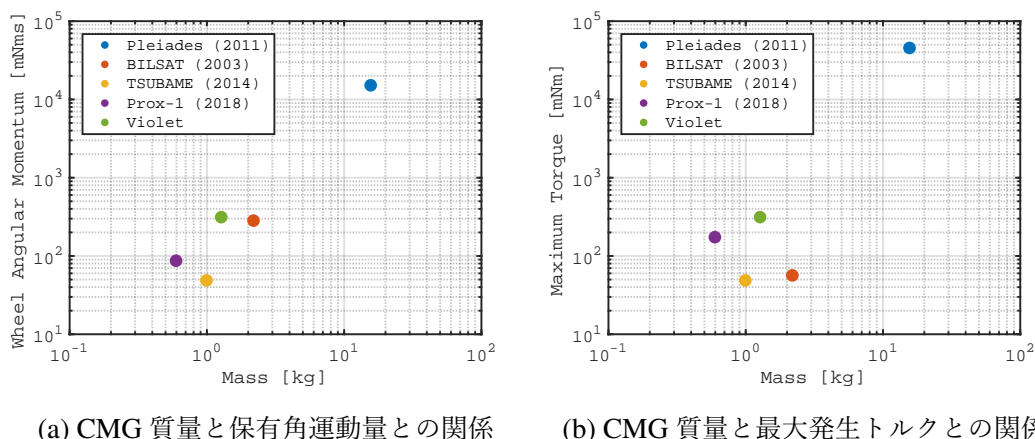 10^5
10^4
10^3
10^2
10^1
Wheel Angular Momentum [mNms]
Pleiades (2011)
BILSAT (2003)
TSUBAME (2014)
Prox-1 (2018)
Violet
10^-1
10^0
10^1
10^2
Mass [kg]
(a) CMG 質量と保有角運動量との関係
10^5
10^4
10^3
10^2
10^1
Maximum Torque [mNm]
Pleiades (2011)
BILSAT (2003)
TSUBAME (2014)
Prox-1 (2018)
Violet
10^-1
10^0
10^1
10^2
Mass [kg]
(b) CMG 質量と最大発生トルクとの関係